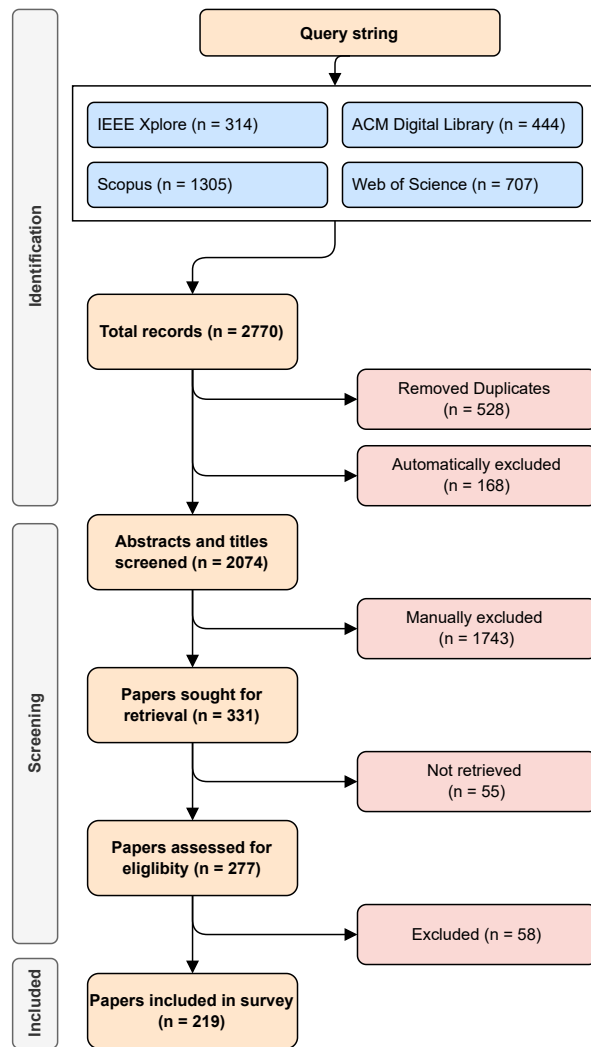 Query string
IEEE Xplore (n = 314)
ACM Digital Library (n = 444)
Scopus (n = 1305)
Web of Science (n = 707)
Identification
Total records (n = 2770)
Removed Duplicates
(n = 528)
Automatically excluded
(n = 168)
Abstracts and titles
screened (n = 2074)
Manually excluded
(n = 1743)
Screening
Papers sought for
retrieval (n = 331)
Not retrieved
(n = 55)
Papers assessed for
eliglibity (n = 277)
Excluded (n = 58)
Included
Papers included in survey
(n = 219)